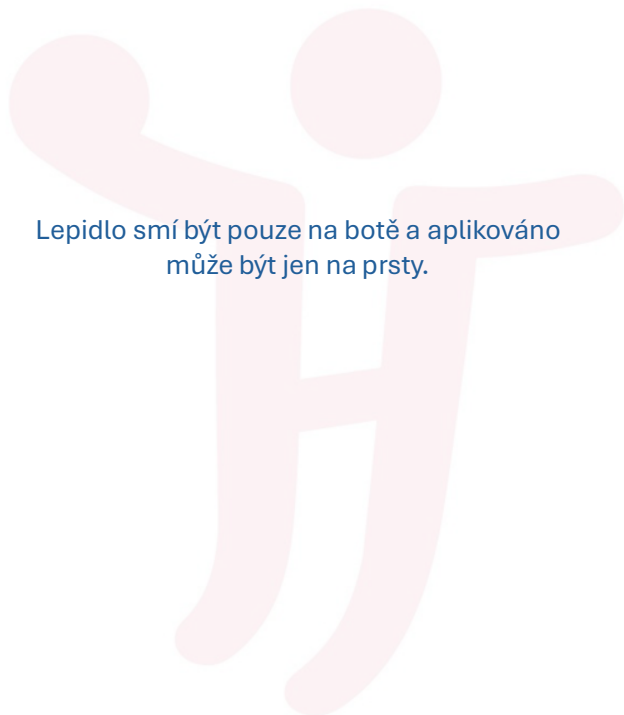 Lepidlo smí být pouze na botě a aplikováno
může být jen na prsty.